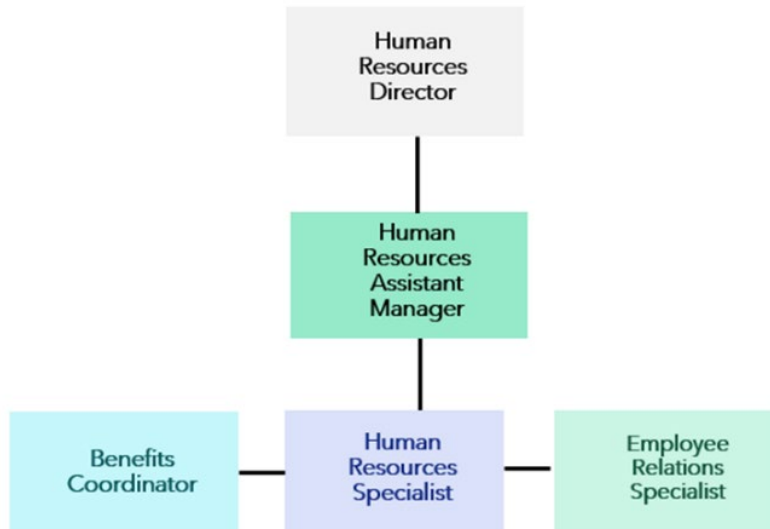 Human
Resources
Director
Human
Resources
Assistant
Manager
Benefits
Coordinator
Human
Resources
Specialist
Employee
Relations
Specialist